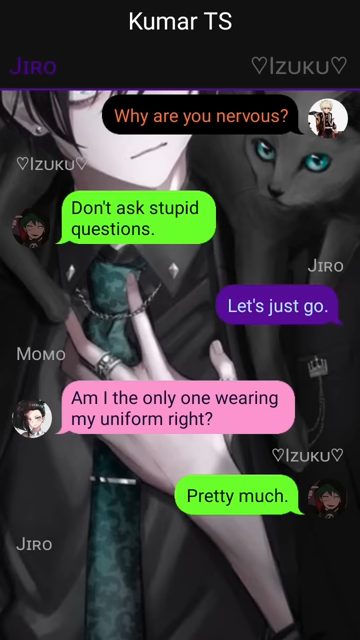 Kumar TS
Jiro
♡Izuku♡
Why are you nervous?
♡Izuku♡
Don't ask stupid
questions.
Jiro
Let's just go.
Momo
Am I the only one wearing
my uniform right?
♡Izuku♡
Pretty much.
Jiro